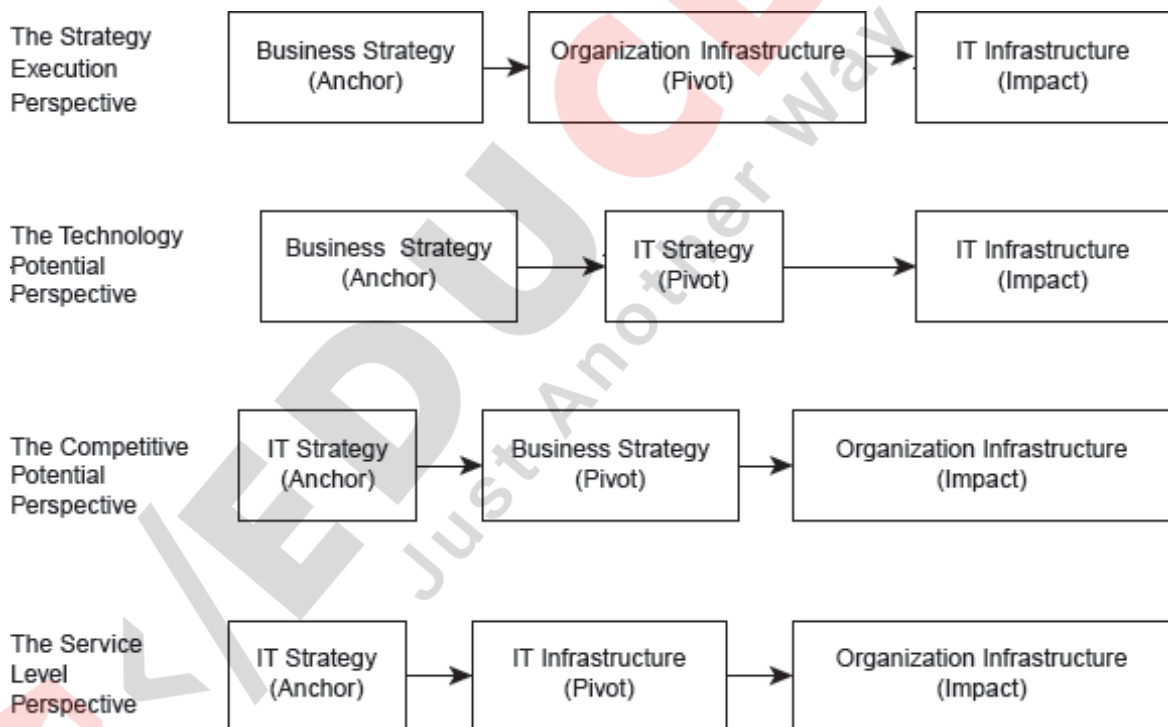 The Strategy
Execution
Perspective
Business Strategy
(Anchor)
Organization Infrastructure
(Pivot)
IT Infrastructure
(Impact)
The Technology
Potential
Perspective
Business Strategy
(Anchor)
IT Strategy
(Pivot)
IT Infrastructure
(Impact)
The Competitive
Potential
Perspective
IT Strategy
(Anchor)
Business Strategy
(Pivot)
Organization Infrastructure
(Impact)
The Service
Level
Perspective
IT Strategy
(Anchor)
IT Infrastructure
(Pivot)
Organization Infrastructure
(Impact)
</EDUC
Just Another Way